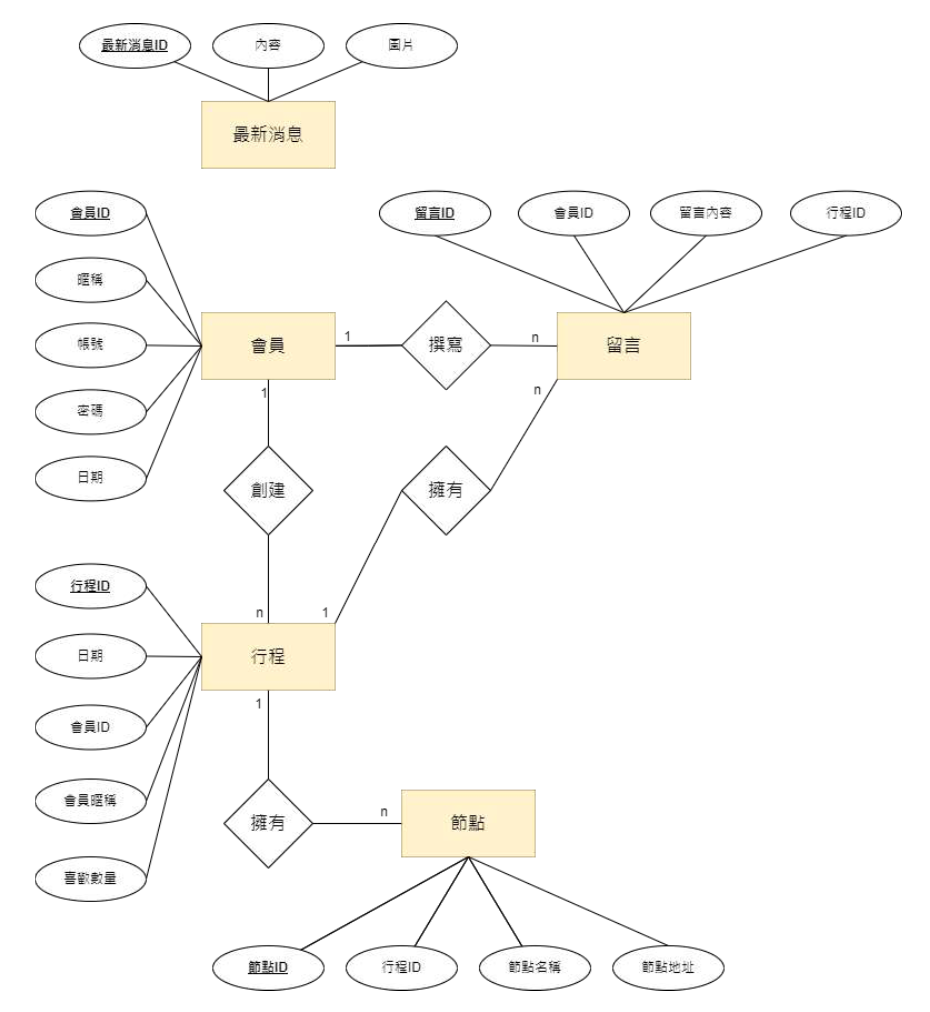 最新消息ID
內容
圖片
最新消息
會員ID
暱稱
帳號
密碼
日期
會員
1
撰寫
n
留言ID
會員ID
留言內容
行程ID
留言
n
擁有
1
1
創建
n
行程ID
日期
會員ID
會員暱稱
喜歡數量
行程
1
擁有
n
節點
節點ID
行程ID
節點名稱
節點地址